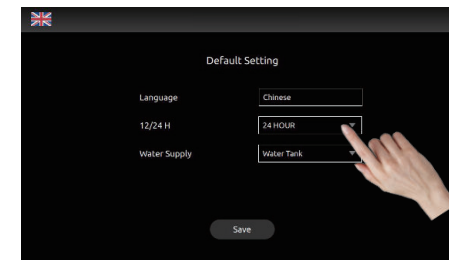 Default Setting
Language Chinese
12/24 H 24 HOUR
Water Supply Water Tank
Save